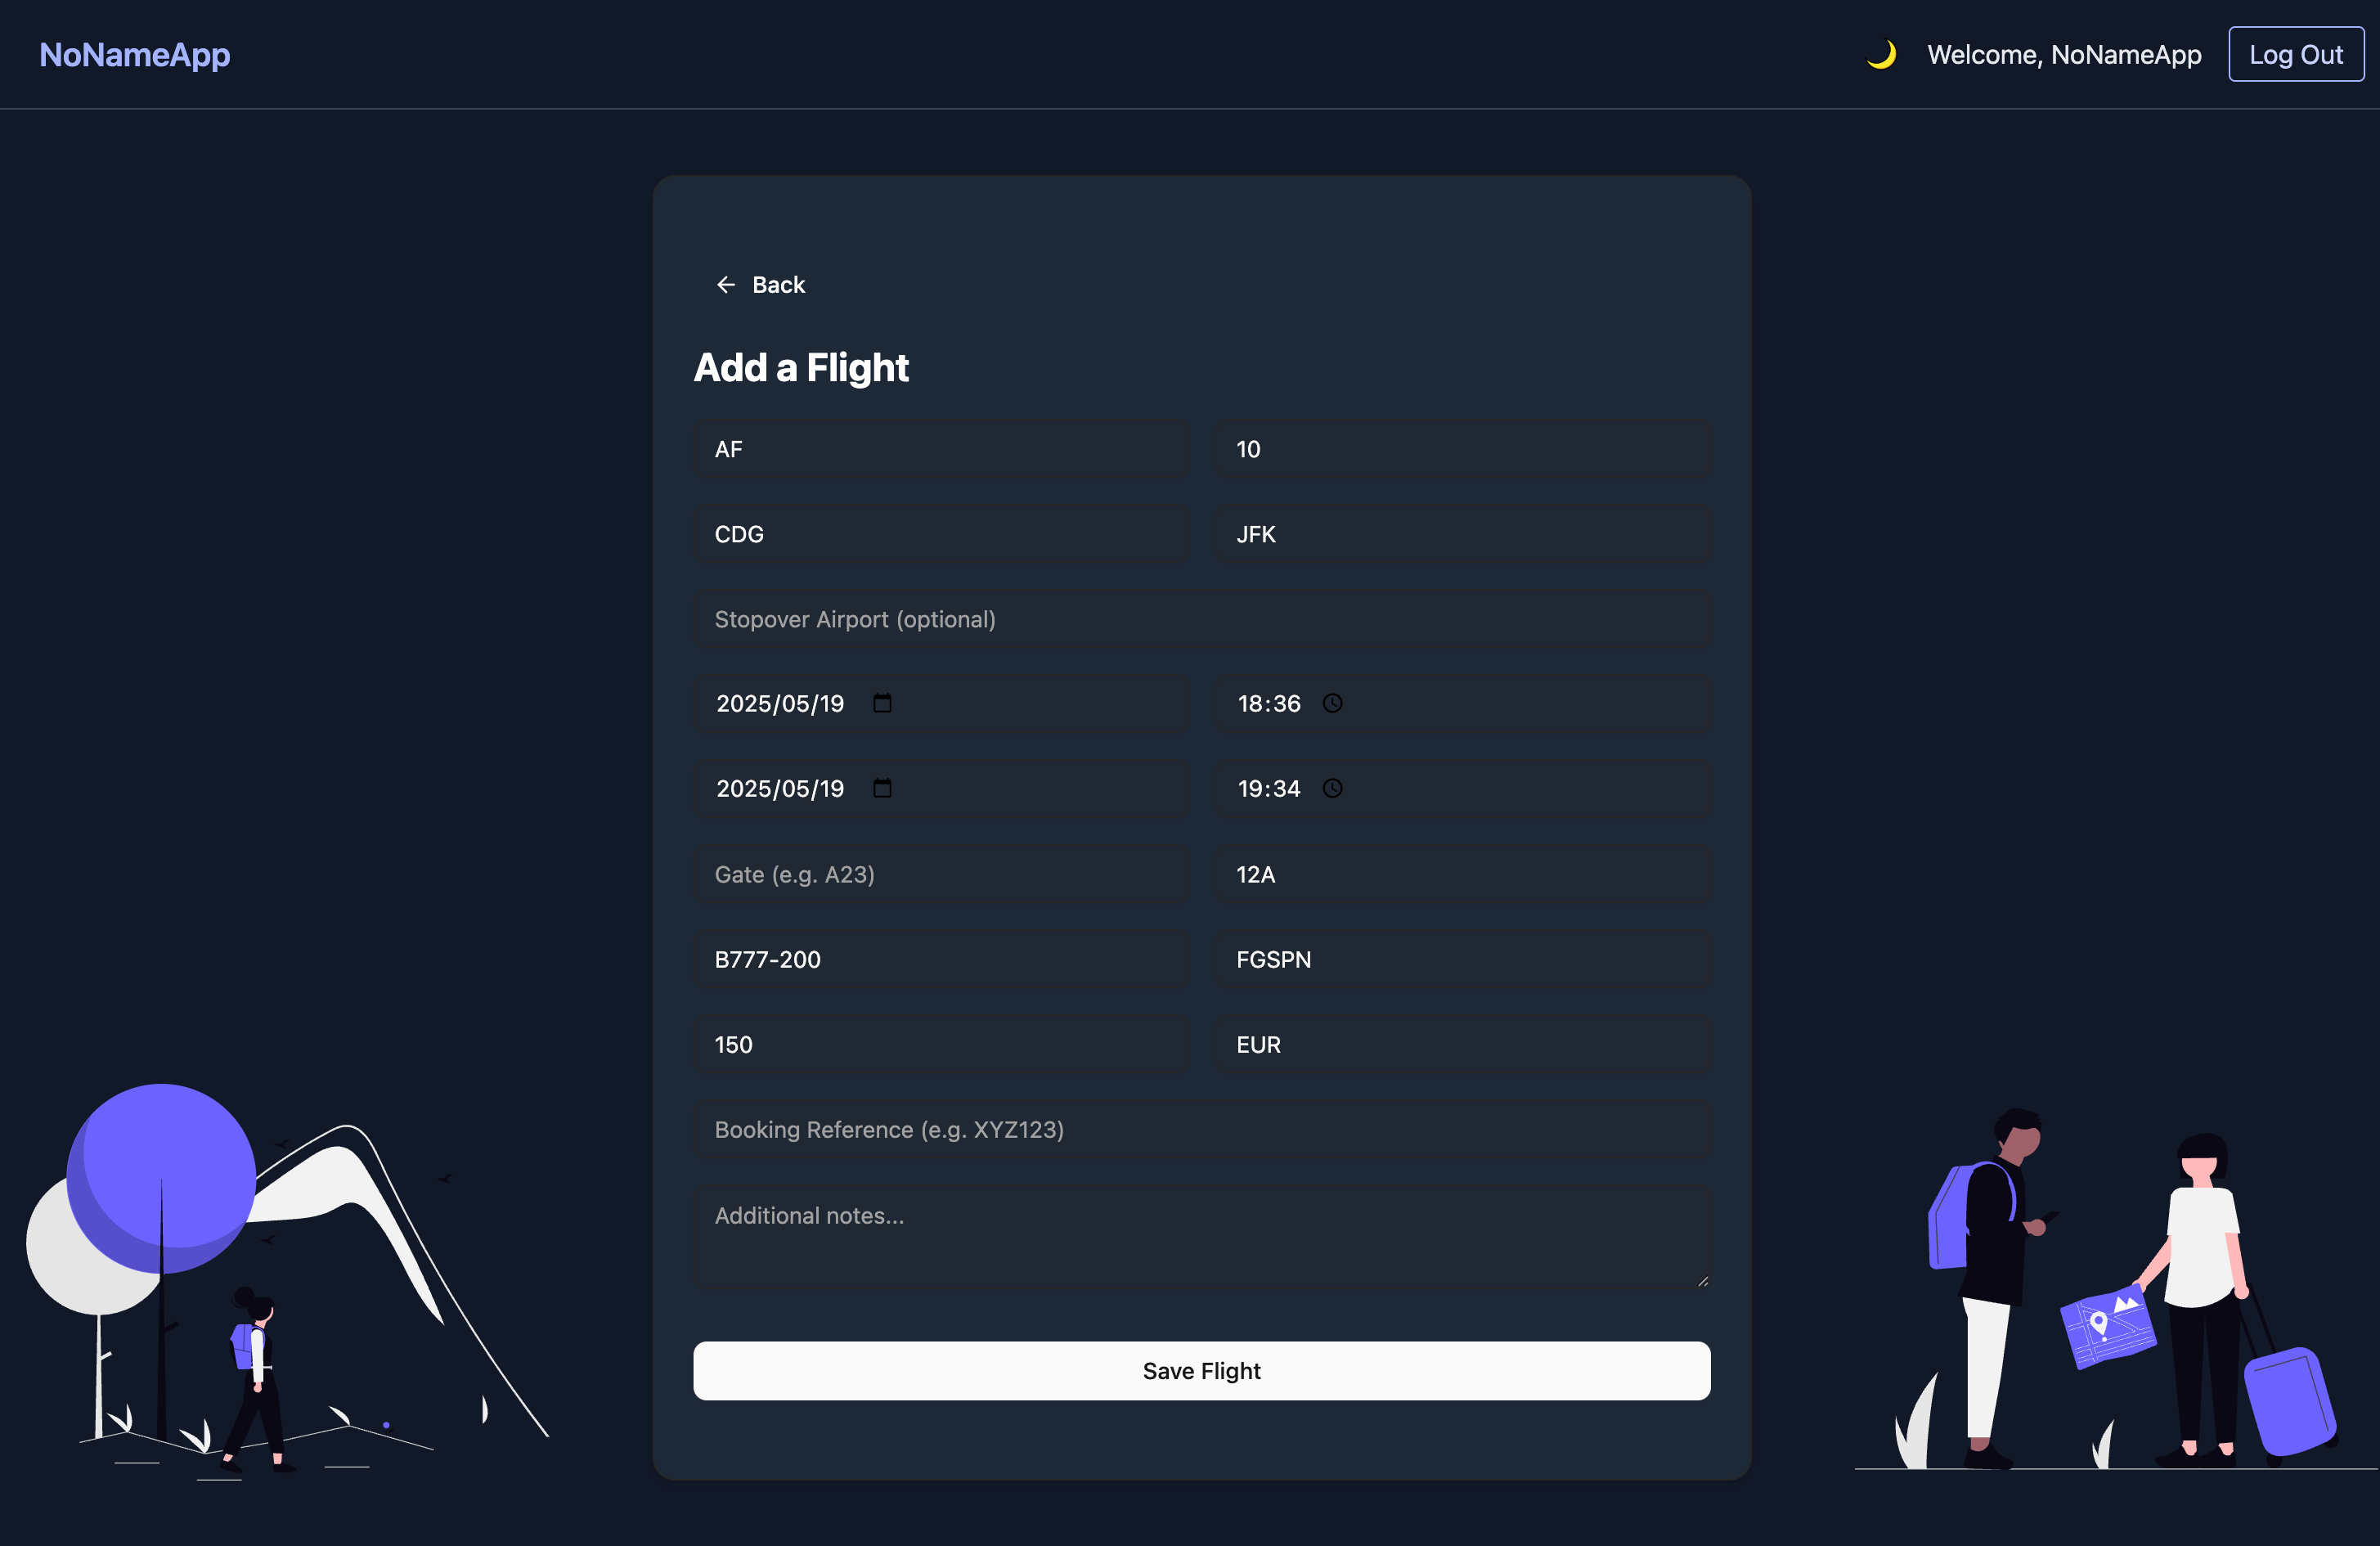 NoNameApp
Welcome, NoNameApp
Log Out
Back
Add a Flight
AF
10
CDG
JFK
Stopover Airport (optional)
2025/05/19
18:36
2025/05/19
19:34
Gate (e.g. A23)
12A
B777-200
FGSPN
150
EUR
Booking Reference (e.g. XYZ123)
Additional notes...
Save Flight